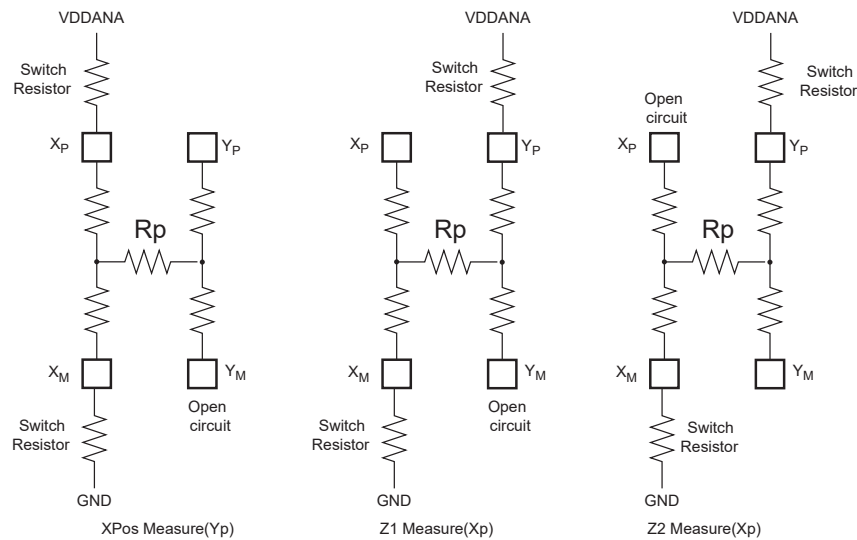 VDDANA
Switch
Resistor
XP
YP
Rp
XM
YM
Open
circuit
Switch
Resistor
GND
XPos Measure(Yp)
VDDANA
Switch
Resistor
XP
YP
Rp
XM
YM
Open
circuit
Switch
Resistor
GND
Z1 Measure(Xp)
VDDANA
Switch
Resistor
Open
circuit
XP
YP
Rp
XM
YM
Switch
Resistor
GND
Z2 Measure(Xp)